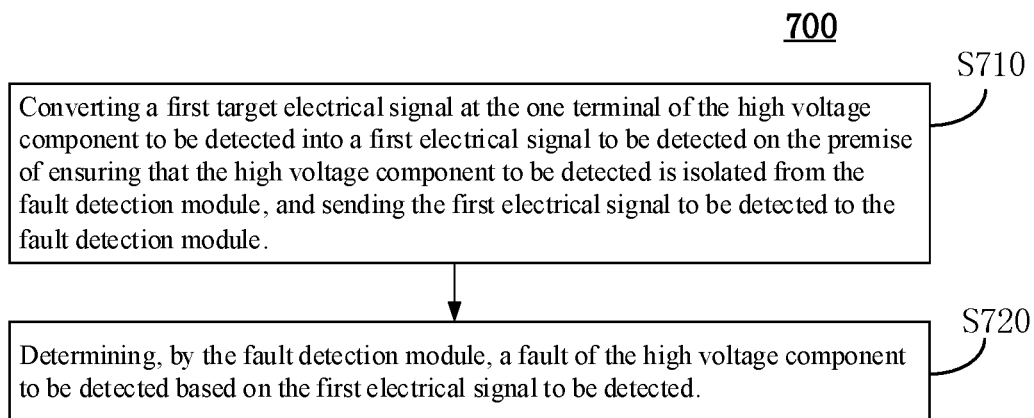 700
S710
Converting a first target electrical signal at the one terminal of the high voltage
component to be detected into a first electrical signal to be detected on the premise
of ensuring that the high voltage component to be detected is isolated from the
fault detection module, and sending the first electrical signal to be detected to the
fault detection module.
S720
Determining, by the fault detection module, a fault of the high voltage component
to be detected based on the first electrical signal to be detected.